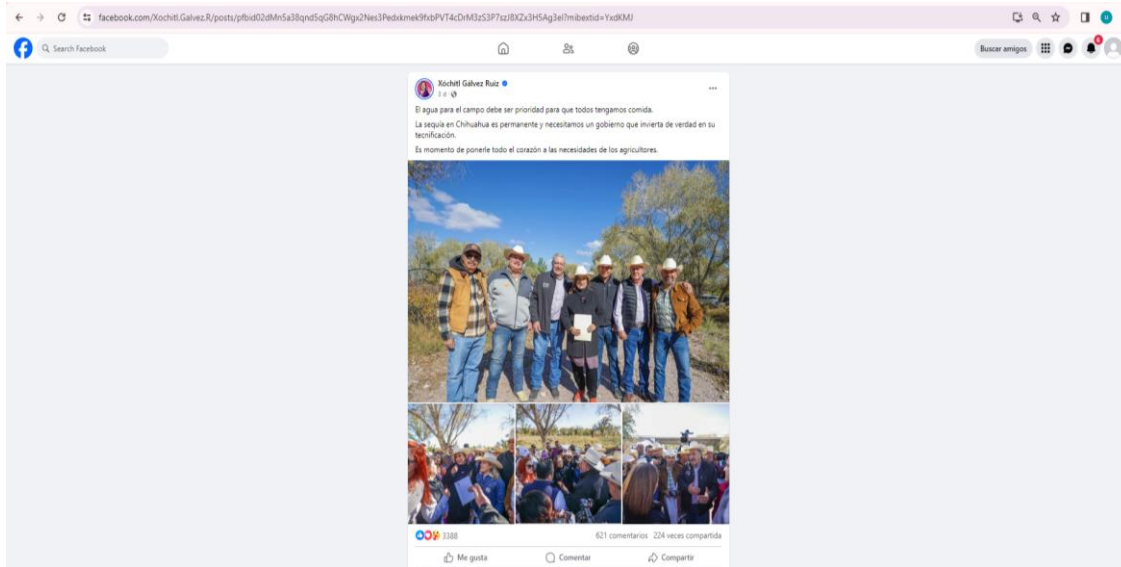 facebook.com/Xochitl.Galvez.R/posts/pfbid02dMn5a38qnd5qG8hCWgx2Nes3Pedxkmek9fxbPVT4cDrM3zS3P7szJ8XZx3H5Ag3el?mibextid=YxdKMJ
Search Facebook
Buscar amigos
6
Xóchitl Gálvez Ruiz
3 d
El agua para el campo debe ser prioridad para que todos tengamos comida.
La sequía en Chihuahua es permanente y necesitamos un gobierno que invierta de verdad en su
tecnificación.
Es momento de ponerle todo el corazón a las necesidades de los agricultores.
3388
621 comentarios 224 veces compartida
Me gusta
Comentar
Compartir